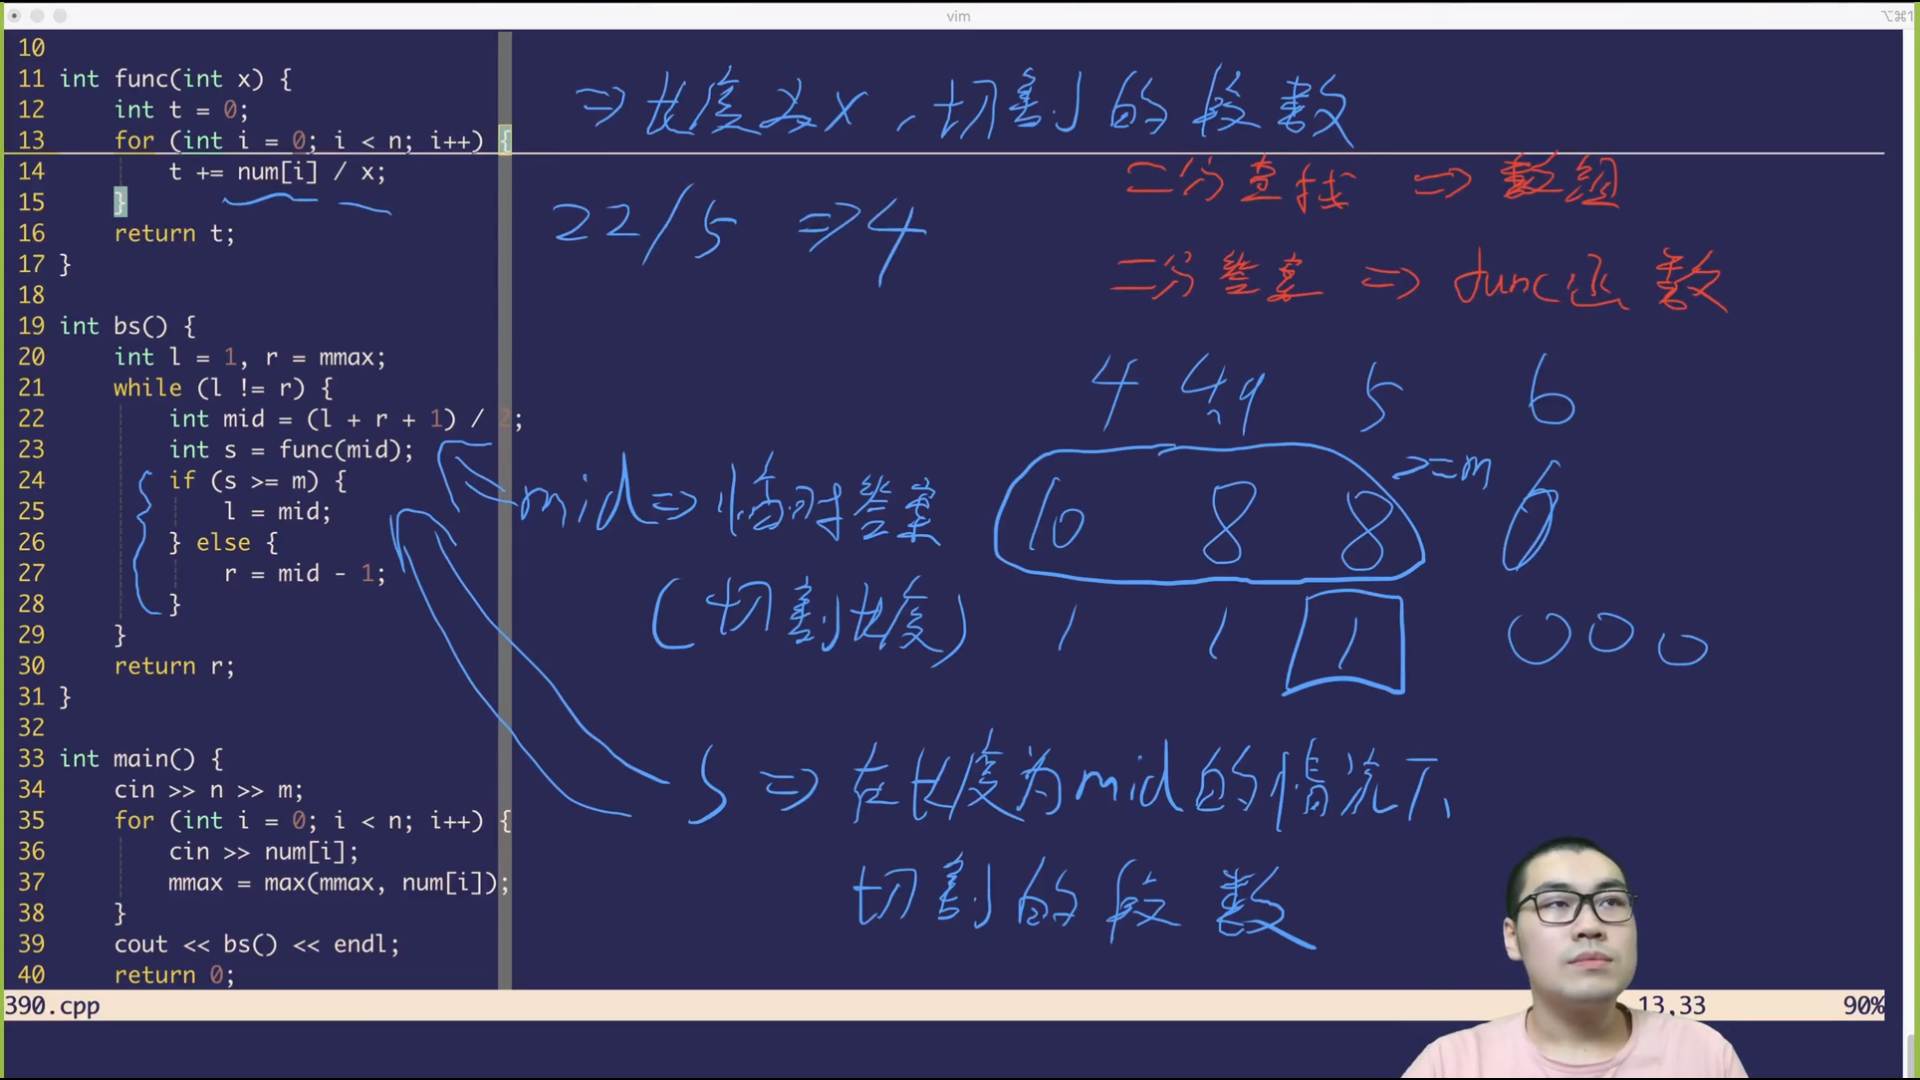 vim
⌥⌘1
10
11 int func(int x) {
12 int t = 0;
13 for (int i = 0; i < n; i++) {
14 t += num[i] / x;
15 }
16 return t;
17 }
18
19 int bs() {
20 int l = 1, r = mmax;
21 while (l != r) {
22 int mid = (l + r + 1) / 2;
23 int s = func(mid);
24 if (s >= m) {
25 l = mid;
26 } else {
27 r = mid - 1;
28 }
29 }
30 return r;
31 }
32
33 int main() {
34 cin >> n >> m;
35 for (int i = 0; i < n; i++) {
36 cin >> num[i];
37 mmax = max(mmax, num[i]);
38 }
39 cout << bs() << endl;
40 return 0;
⇒长度为x，切割的段数
22/5 ⇒4
二分查找 ⇒ 数组
二分答案 ⇒ func函数
4 4.9 5 6
mid⇒临时答案
(切割长度)
10 8 8 >=m
1 1 1 0 0 0
s ⇒ 在长度为mid的情况下
切割的段数
390.cpp 13,33 90%